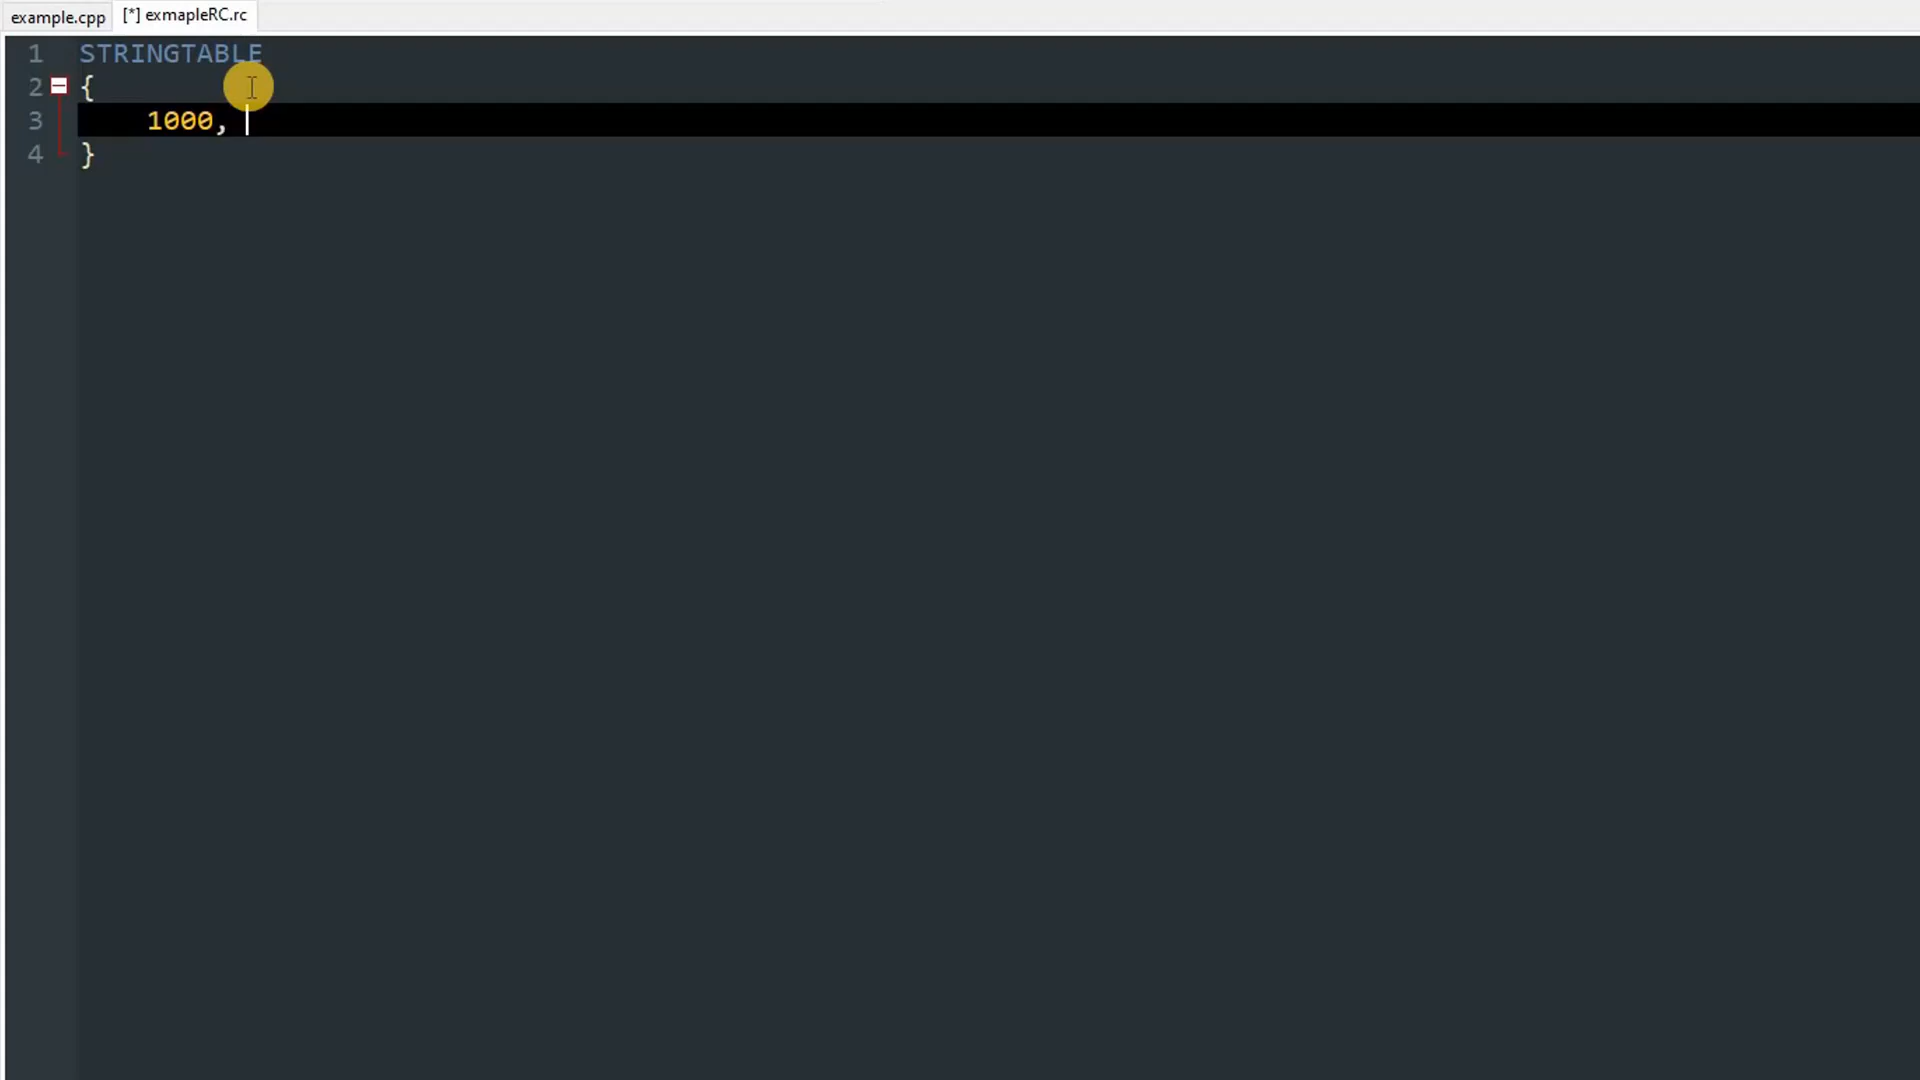 example.cpp [*] exmapleRC.rc
1 STRINGTABLE
2 {
3 1000,
4 }